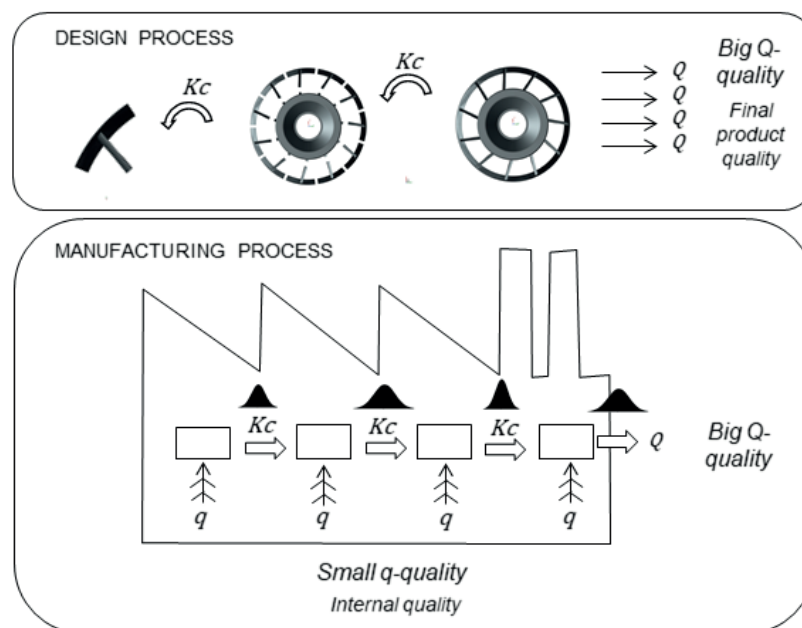 DESIGN PROCESS
Kc
Kc
Q
Q
Q
Q
Big Q-
quality
Final
product
quality
MANUFACTURING PROCESS
Kc
Kc
Kc
Q
Big Q-
quality
q
q
q
q
Small q-quality
Internal quality